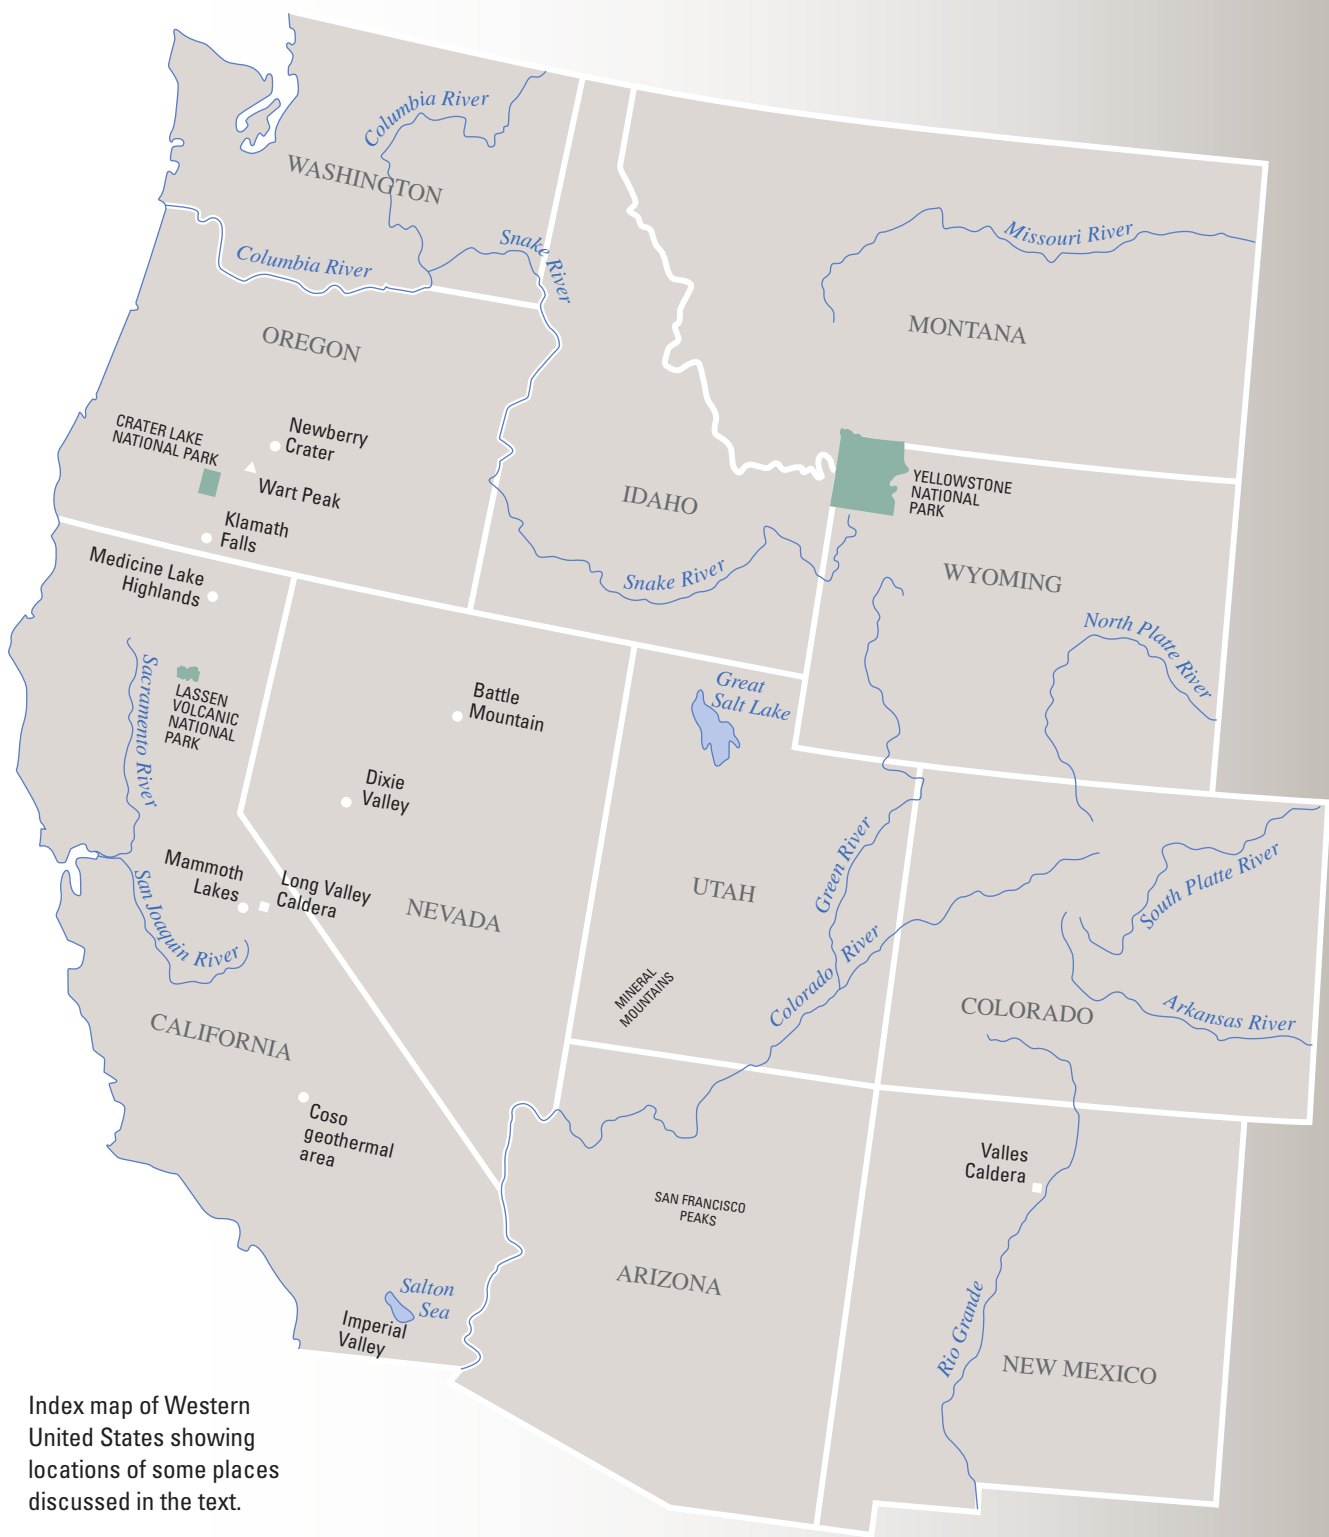 Columbia River
WASHINGTON
Snake River
Columbia River
Missouri River
OREGON
MONTANA
CRATER LAKE
NATIONAL PARK
Newberry
Crater
Wart Peak
IDAHO
YELLOWSTONE
NATIONAL
PARK
Klamath
Falls
Medicine Lake
Highlands
Snake River
WYOMING
North Platte River
Sacramento River
LASSEN
VOLCANIC
NATIONAL
PARK
Battle
Mountain
Great
Salt Lake
Dixie
Valley
Green River
South Platte River
Mammoth
Lakes
Long Valley
Caldera
NEVADA
UTAH
San Joaquin River
Colorado River
MINERAL
MOUNTAINS
COLORADO
Arkansas River
CALIFORNIA
Coso
geothermal
area
Valles
Caldera
SAN FRANCISCO
PEAKS
ARIZONA
Salton
Sea
Imperial
Valley
Rio Grande
NEW MEXICO
Index map of Western
United States showing
locations of some places
discussed in the text.